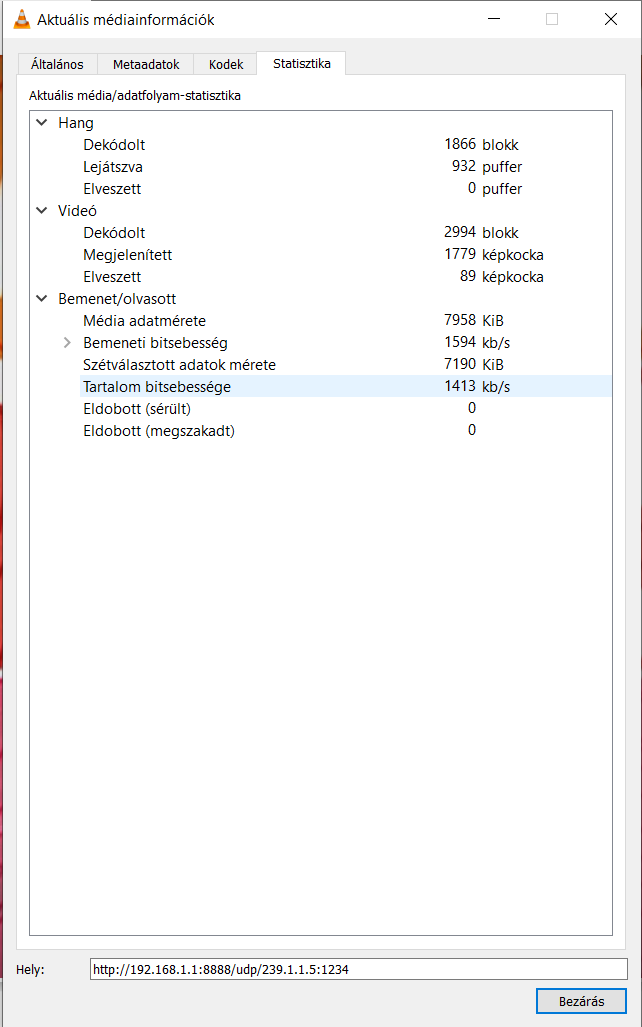 Aktuális médiainformációk
Általános Metaadatok Kodek Statisztika
Aktuális média/adatfolyam-statisztika
Hang
Dekódolt 1866 blokk
Lejátszva 932 puffer
Elveszett 0 puffer
Videó
Dekódolt 2994 blokk
Megjelenített 1779 képkocka
Elveszett 89 képkocka
Bemenet/olvasott
Média adatmérete 7958 KiB
Bemeneti bitsebesség 1594 kb/s
Szétválasztott adatok mérete 7190 KiB
Tartalom bitsebessége 1413 kb/s
Eldobott (sérült) 0
Eldobott (megszakadt) 0
Hely: http://192.168.1.1:8888/udp/239.1.1.5:1234
Bezárás